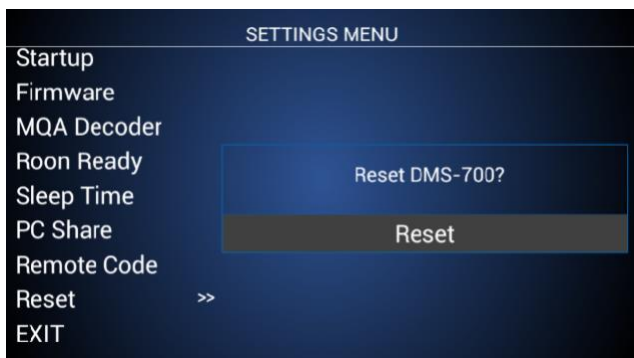 SETTINGS MENU
Startup
Firmware
MQA Decoder
Roon Ready
Sleep Time
PC Share
Remote Code
Reset >>
EXIT
Reset DMS-700?
Reset